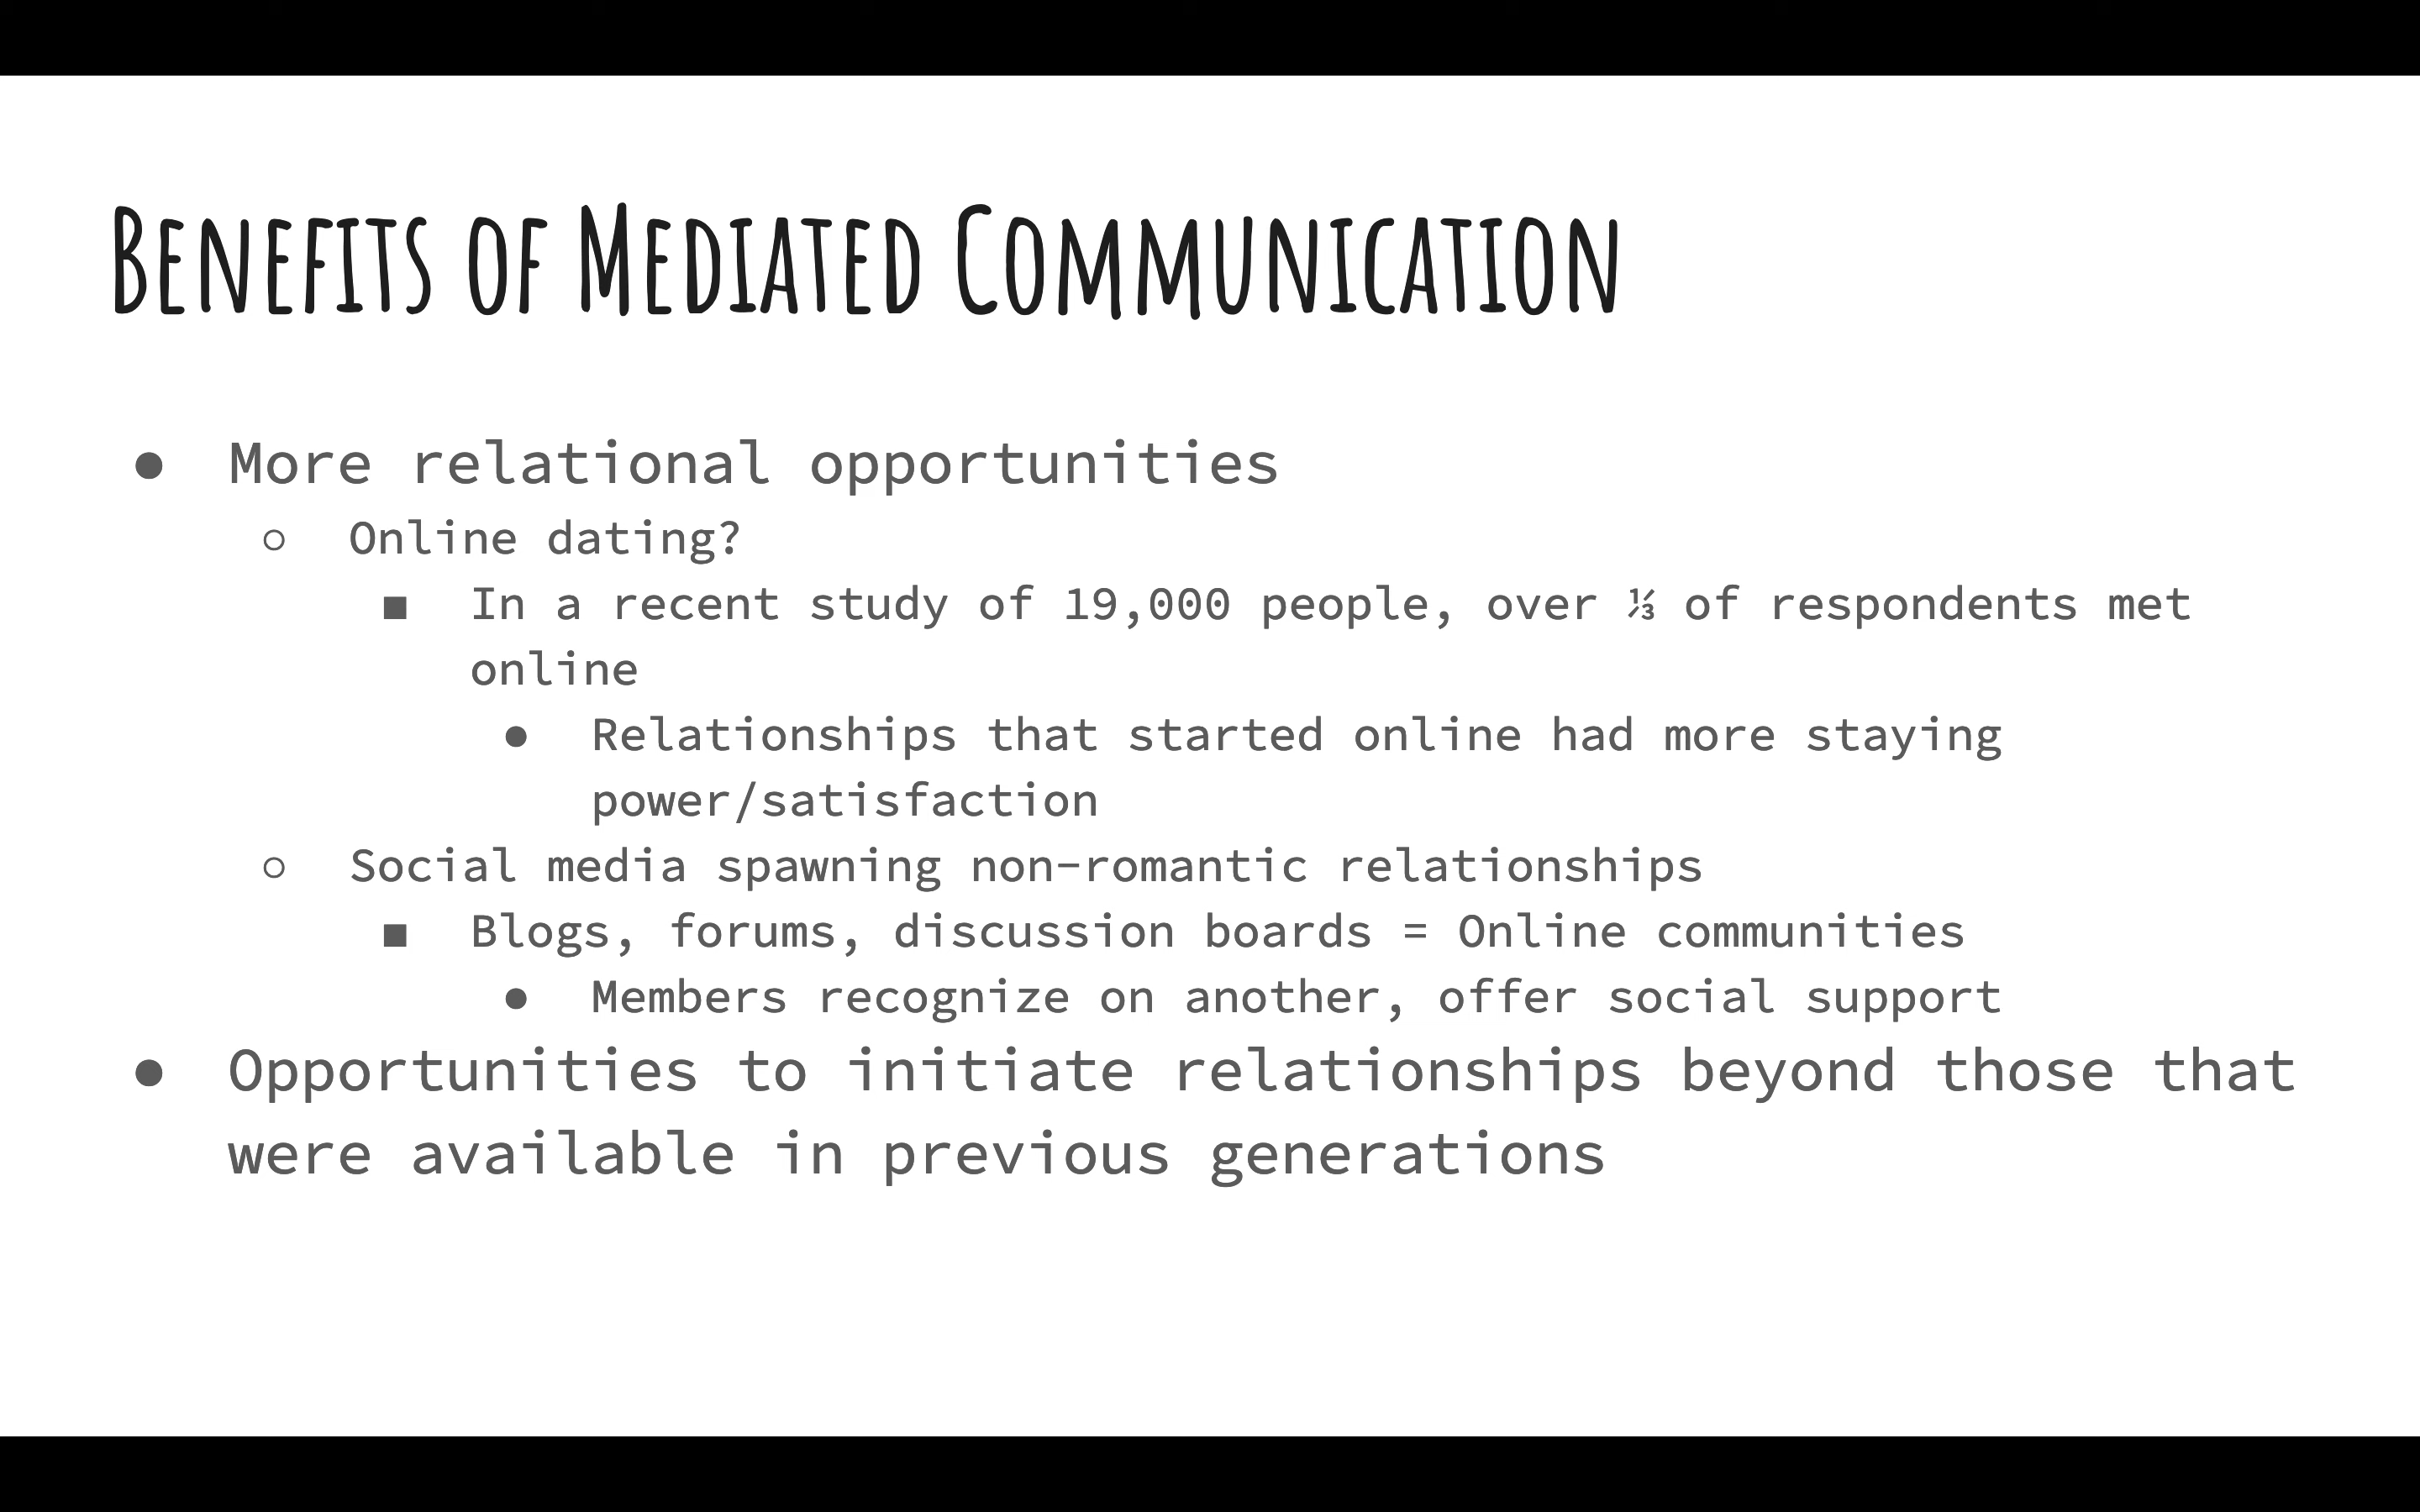 Benefits of Mediated Communication
● More relational opportunities
○ Online dating?
■ In a recent study of 19,000 people, over ⅓ of respondents met
online
● Relationships that started online had more staying
power/satisfaction
○ Social media spawning non-romantic relationships
■ Blogs, forums, discussion boards = Online communities
● Members recognize on another, offer social support
● Opportunities to initiate relationships beyond those that
were available in previous generations